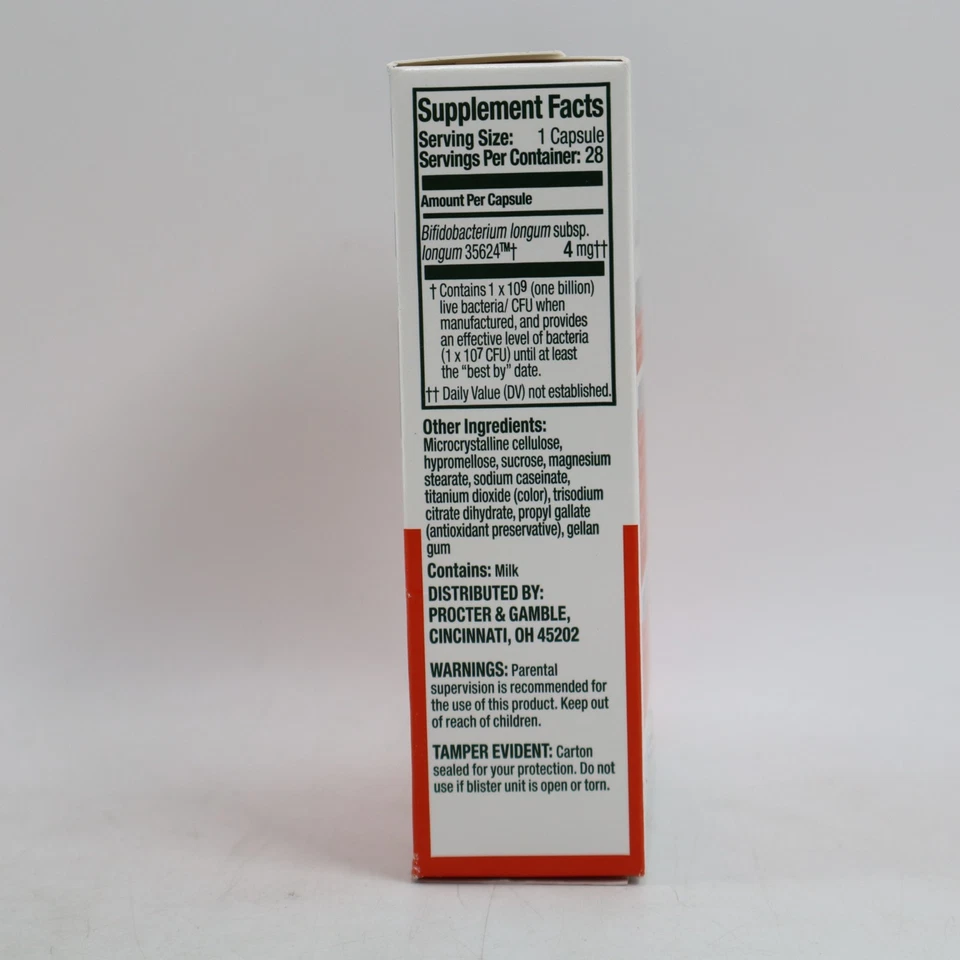 Supplement Facts
Serving Size: 1 Capsule
Servings Per Container: 28
Amount Per Capsule
Bifidobacterium longum subsp.
longum 35624™† 4 mg††
† Contains 1 x 10⁹ (one billion)
live bacteria/ CFU when
manufactured, and provides
an effective level of bacteria
(1 x 10⁷ CFU) until at least
the "best by" date.
†† Daily Value (DV) not established.
Other Ingredients:
Microcrystalline cellulose,
hypromellose, sucrose, magnesium
stearate, sodium caseinate,
titanium dioxide (color), trisodium
citrate dihydrate, propyl gallate
(antioxidant preservative), gellan
gum
Contains: Milk
DISTRIBUTED BY:
PROCTER & GAMBLE,
CINCINNATI, OH 45202
WARNINGS: Parental
supervision is recommended for
the use of this product. Keep out
of reach of children.
TAMPER EVIDENT: Carton
sealed for your protection. Do not
use if blister unit is open or torn.